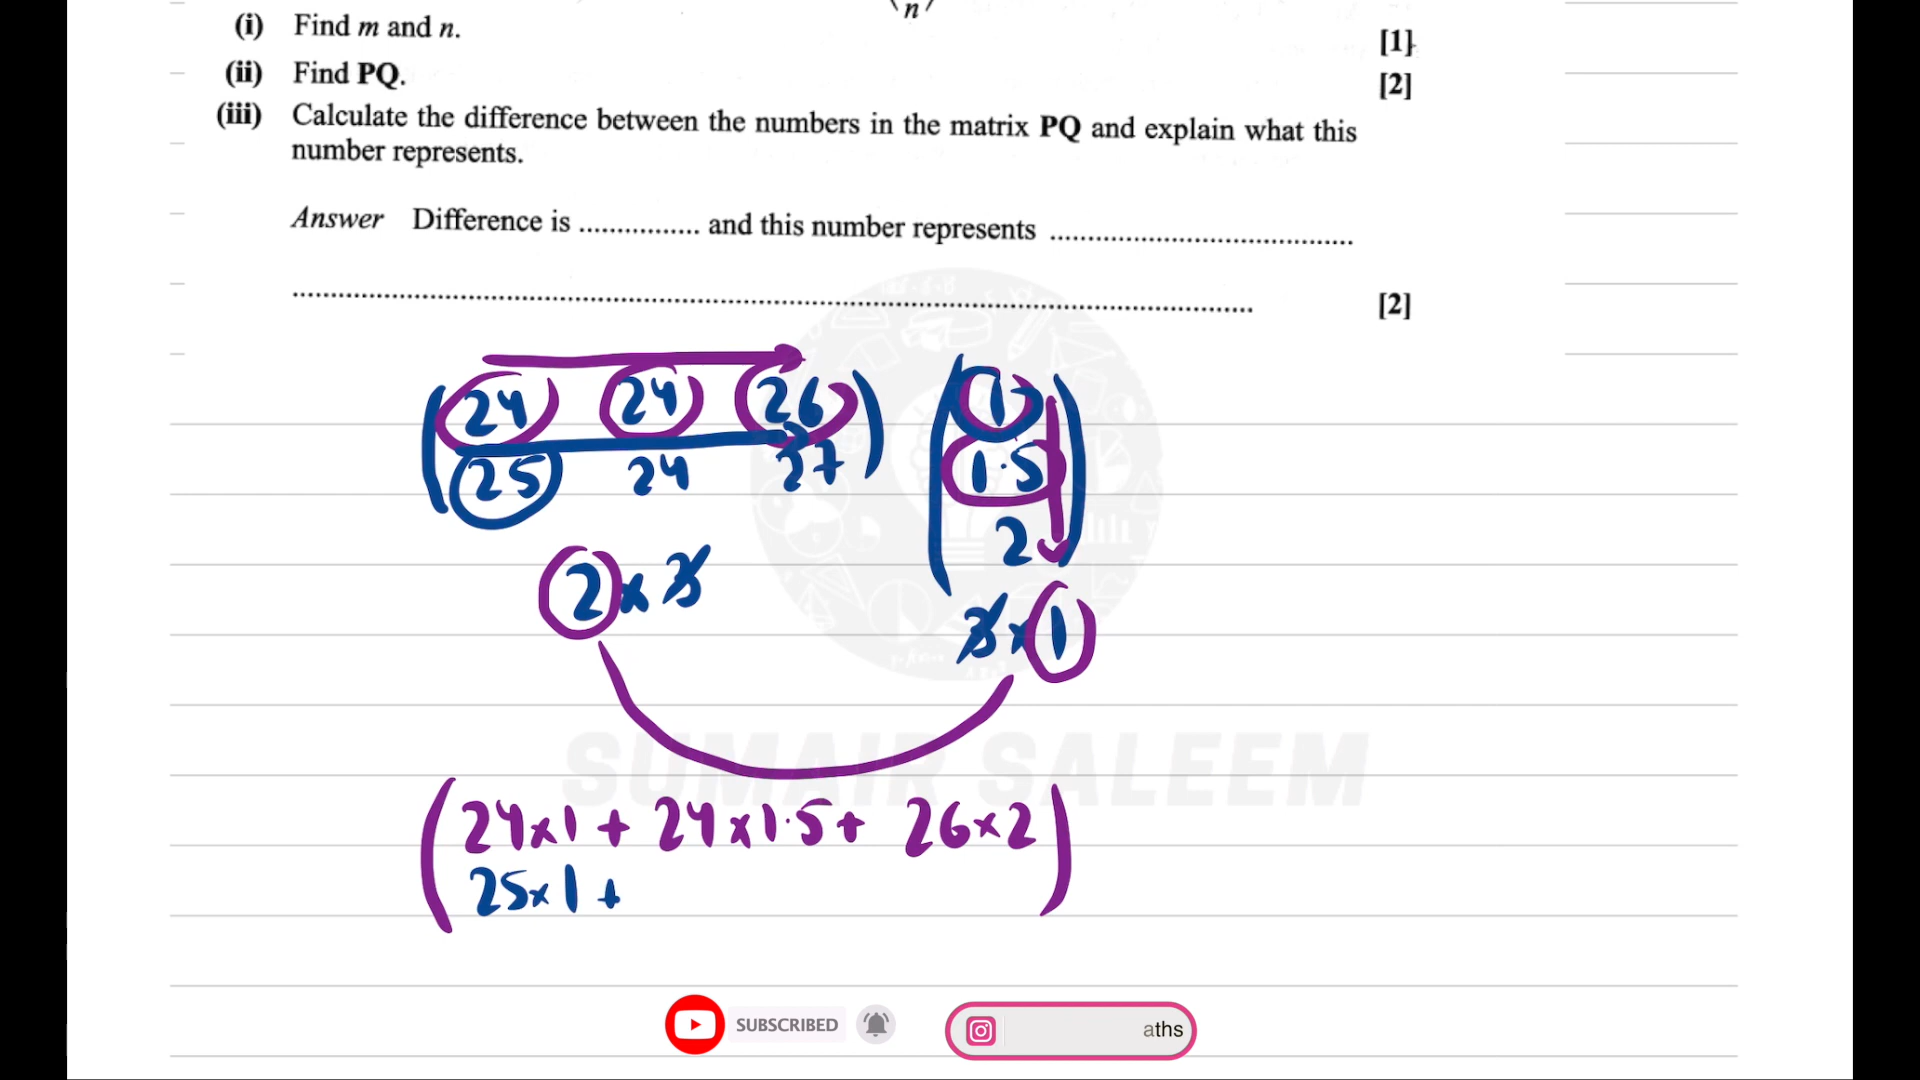 n
(i) Find m and n. [1]
(ii) Find PQ. [2]
(iii) Calculate the difference between the numbers in the matrix PQ and explain what this
number represents.
Answer Difference is ................ and this number represents ........................................
................................................................................ [2]
(24 24 26) (1
25 24 27 1.5
2)
2 x 3
3 x 1
SUMAIR SALEEM
(24x1 + 24x1.5+ 26x2)
25x1 +
SUBSCRIBED
aths